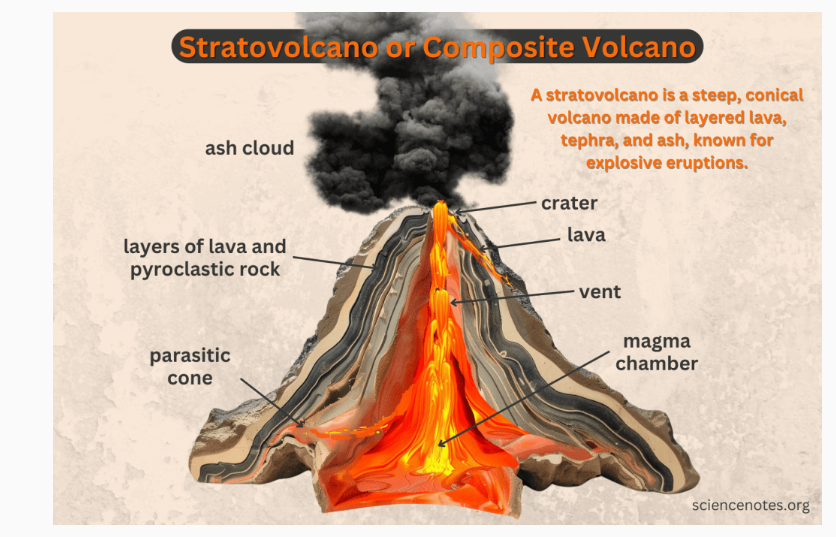 Stratovolcano or Composite Volcano
A stratovolcano is a steep, conical
volcano made of layered lava,
tephra, and ash, known for
explosive eruptions.
ash cloud
crater
lava
layers of lava and
pyroclastic rock
vent
magma
chamber
parasitic
cone
sciencenotes.org